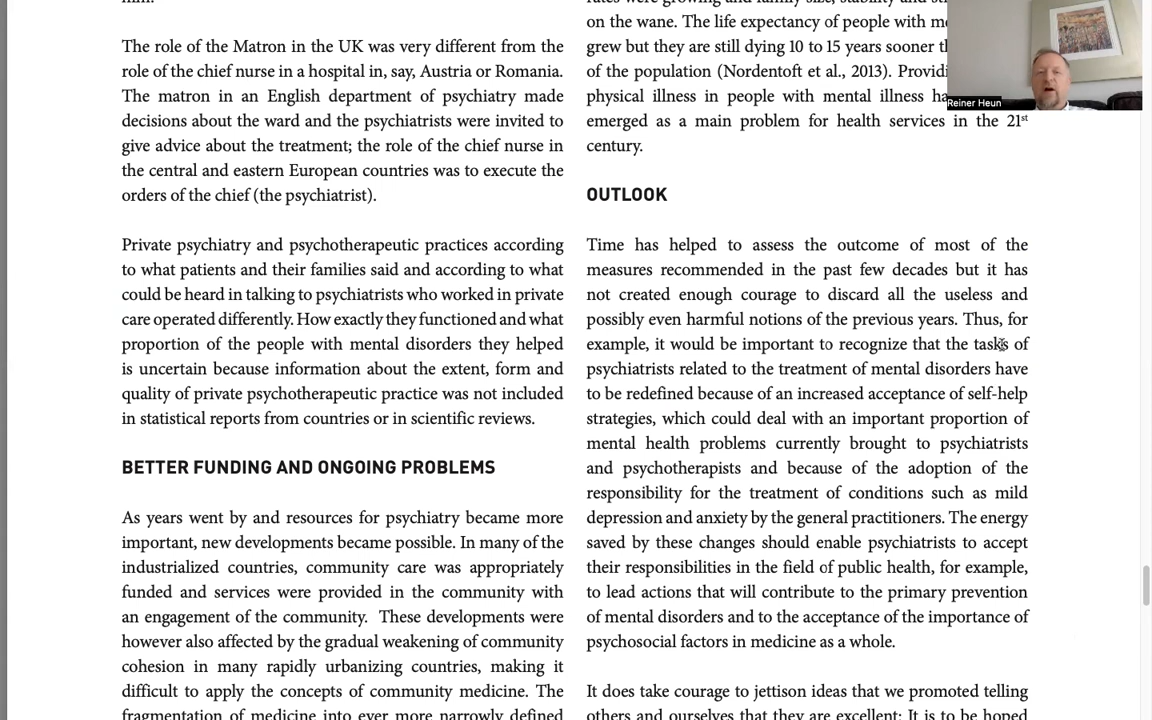 The role of the Matron in the UK was very different from the
role of the chief nurse in a hospital in, say, Austria or Romania.
The matron in an English department of psychiatry made
decisions about the ward and the psychiatrists were invited to
give advice about the treatment; the role of the chief nurse in
the central and eastern European countries was to execute the
orders of the chief (the psychiatrist).
Private psychiatry and psychotherapeutic practices according
to what patients and their families said and according to what
could be heard in talking to psychiatrists who worked in private
care operated differently. How exactly they functioned and what
proportion of the people with mental disorders they helped
is uncertain because information about the extent, form and
quality of private psychotherapeutic practice was not included
in statistical reports from countries or in scientific reviews.
BETTER FUNDING AND ONGOING PROBLEMS
As years went by and resources for psychiatry became more
important, new developments became possible. In many of the
industrialized countries, community care was appropriately
funded and services were provided in the community with
an engagement of the community. These developments were
however also affected by the gradual weakening of community
cohesion in many rapidly urbanizing countries, making it
difficult to apply the concepts of community medicine. The
fragmentation of medicine into ever more narrowly defined
on the wane. The life expectancy of people with
grew but they are still dying 10 to 15 years sooner
of the population (Nordentoft et al., 2013).
physical illness in people with mental illness
emerged as a main problem for health services in the 21st
century.
OUTLOOK
Time has helped to assess the outcome of most of the
measures recommended in the past few decades but it has
not created enough courage to discard all the useless and
possibly even harmful notions of the previous years. Thus, for
example, it would be important to recognize that the tasks of
psychiatrists related to the treatment of mental disorders have
to be redefined because of an increased acceptance of self-help
strategies, which could deal with an important proportion of
mental health problems currently brought to psychiatrists
and psychotherapists and because of the adoption of the
responsibility for the treatment of conditions such as mild
depression and anxiety by the general practitioners. The energy
saved by these changes should enable psychiatrists to accept
their responsibilities in the field of public health, for example,
to lead actions that will contribute to the primary prevention
of mental disorders and to the acceptance of the importance of
psychosocial factors in medicine as a whole.
It does take courage to jettison ideas that we promoted telling
others and ourselves that they are excellent: It is to be hoped
Reiner Heun